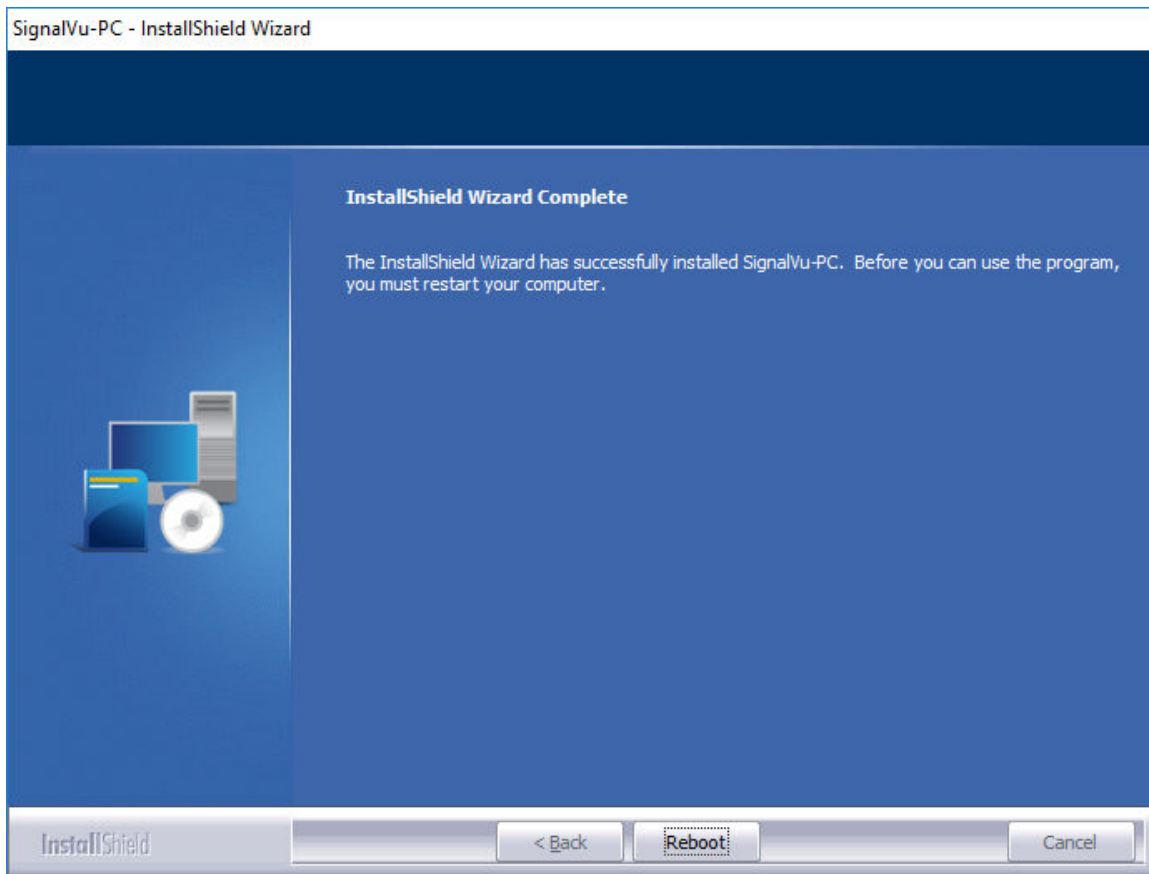 SignalVu-PC - InstallShield Wizard
InstallShield Wizard Complete
The InstallShield Wizard has successfully installed SignalVu-PC.  Before you can use the program,
you must restart your computer.
InstallShield
< Back
Reboot
Cancel